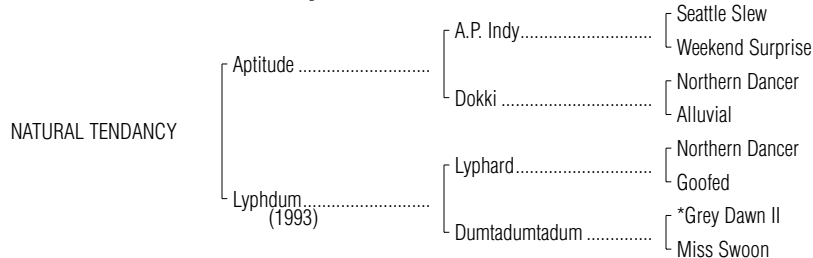 Seattle Slew
A.P. Indy..............................
Weekend Surprise
Aptitude ..............................
Northern Dancer
Dokki ..................................
Alluvial
NATURAL TENDANCY
Northern Dancer
Lyphard...............................
Goofed
Lyphdum.............................
(1993)
*Grey Dawn II
Dumtadumtadum ...............
Miss Swoon